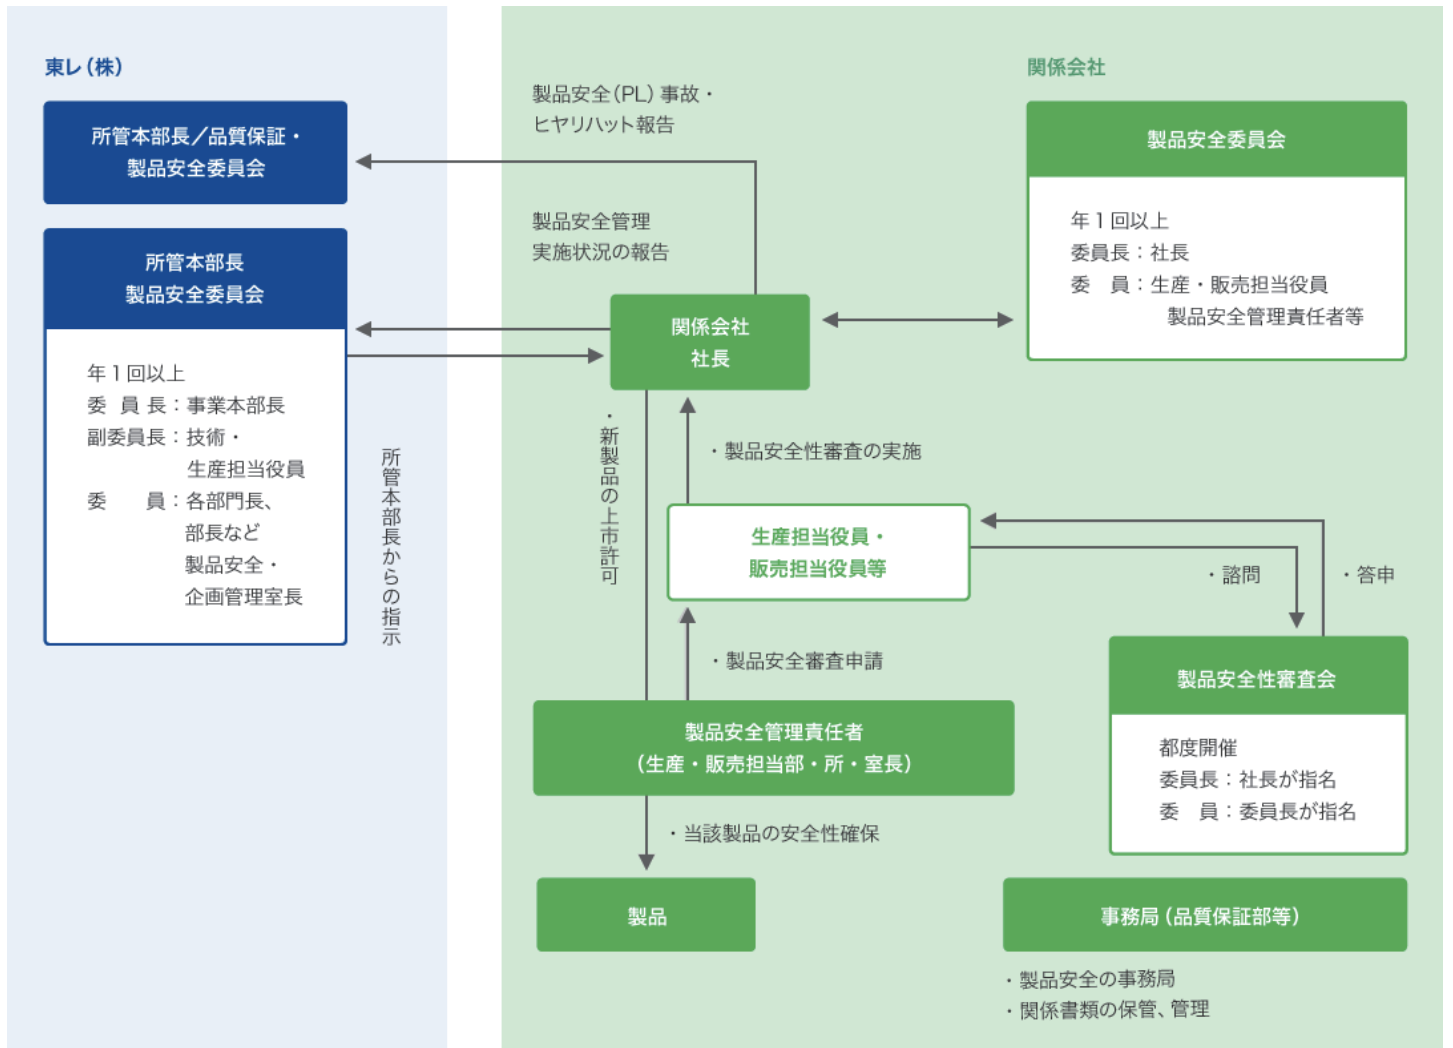 東レ（株）
所管本部長／品質保証・
製品安全委員会
所管本部長
製品安全委員会
年１回以上
委　員　長：事業本部長
副委員長：技術・
生産担当役員
委　　員：各部門長、
部長など
製品安全・
企画管理室長
所管本部長からの指示
関係会社
製品安全（PL）事故・
ヒヤリハット報告
製品安全管理
実施状況の報告
関係会社
社長
製品安全委員会
年１回以上
委員長：社長
委　員：生産・販売担当役員
製品安全管理責任者等
・新製品の上市許可
・製品安全性審査の実施
生産担当役員・
販売担当役員等
・諮問
・答申
・製品安全審査申請
製品安全性審査会
都度開催
委員長：社長が指名
委　員：委員長が指名
製品安全管理責任者
（生産・販売担当部・所・室長）
・当該製品の安全性確保
製品
事務局（品質保証部等）
・製品安全の事務局
・関係書類の保管、管理